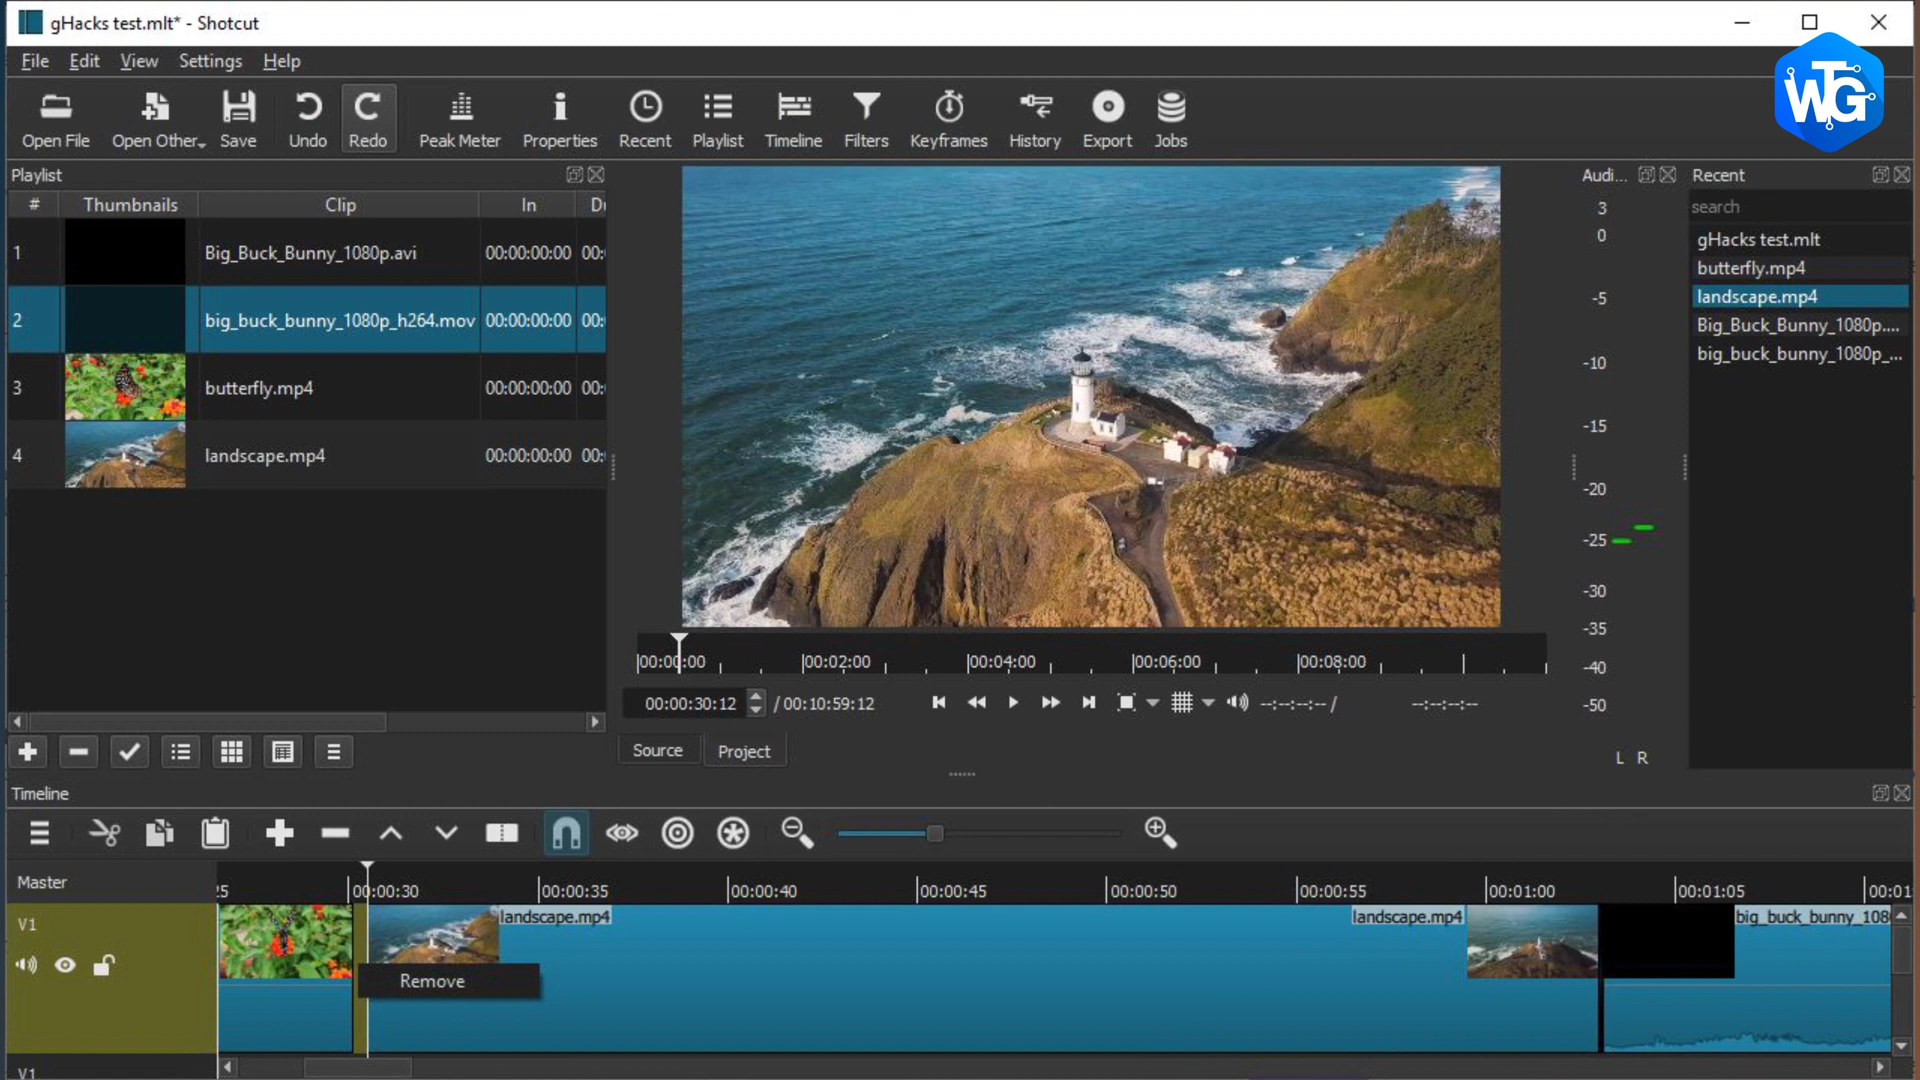 gHacks test.mlt* - Shotcut
File Edit View Settings Help
WTG
Open File Open Other... Save Undo Redo Peak Meter Properties Recent Playlist Timeline Filters Keyframes History Export Jobs
Playlist
# Thumbnails Clip In Du
1 Big_Buck_Bunny_1080p.avi 00:00:00:00 00:
2 big_buck_bunny_1080p_h264.mov 00:00:00:00 00:
3 butterfly.mp4 00:00:00:00 00:
4 landscape.mp4 00:00:00:00 00:
Audi...
3
0
-5
-10
-15
-20
-25
-30
-35
-40
-50
L R
Recent
search
gHacks test.mlt
butterfly.mp4
landscape.mp4
Big_Buck_Bunny_1080p....
big_buck_bunny_1080p_...
00:00:00 00:02:00 00:04:00 00:06:00 00:08:00
00:00:30:12 / 00:10:59:12 --:--:--:-- / --:--:--:--
Source Project
Timeline
Master :25 00:00:30 00:00:35 00:00:40 00:00:45 00:00:50 00:00:55 00:01:00 00:01:05 00:01:
V1 landscape.mp4 landscape.mp4 big_buck_bunny_108
Remove
V1